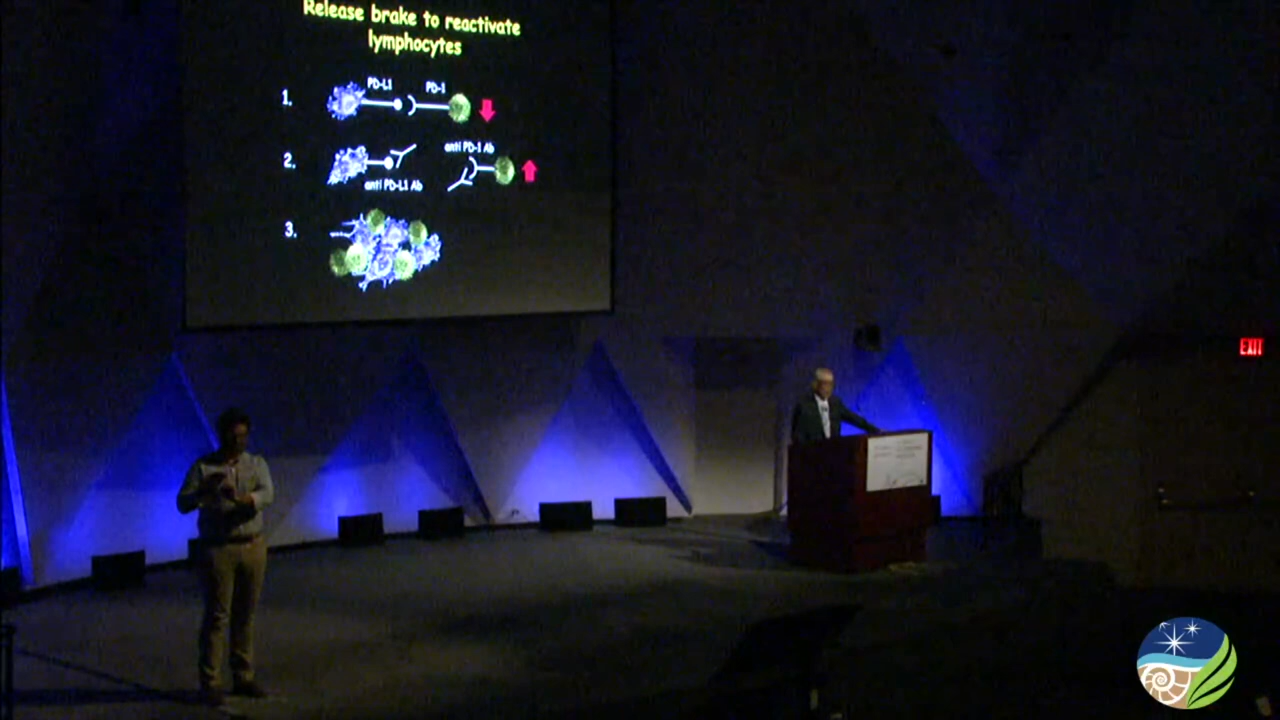 Release brake to reactivate
lymphocytes
1.
PD-L1
PD-1
2.
anti PD-1 Ab
anti PD-L1 Ab
3.
EXIT